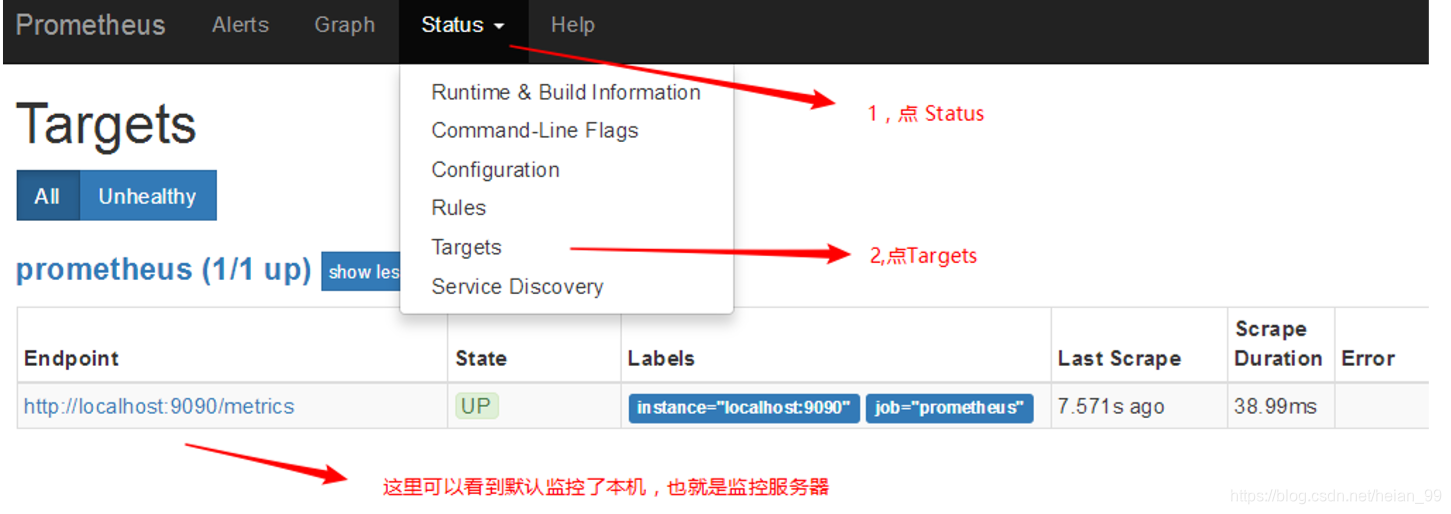 Prometheus Alerts Graph Status Help
Runtime & Build Information
1，点 Status
Targets
Command-Line Flags
Configuration
All Unhealthy
Rules
Targets
2,点Targets
prometheus (1/1 up) show les
Service Discovery
Endpoint State Labels Last Scrape Scrape Duration Error
http://localhost:9090/metrics UP instance="localhost:9090" job="prometheus" 7.571s ago 38.99ms
这里可以看到默认监控了本机，也就是监控服务器
https://blog.csdn.net/heian_99